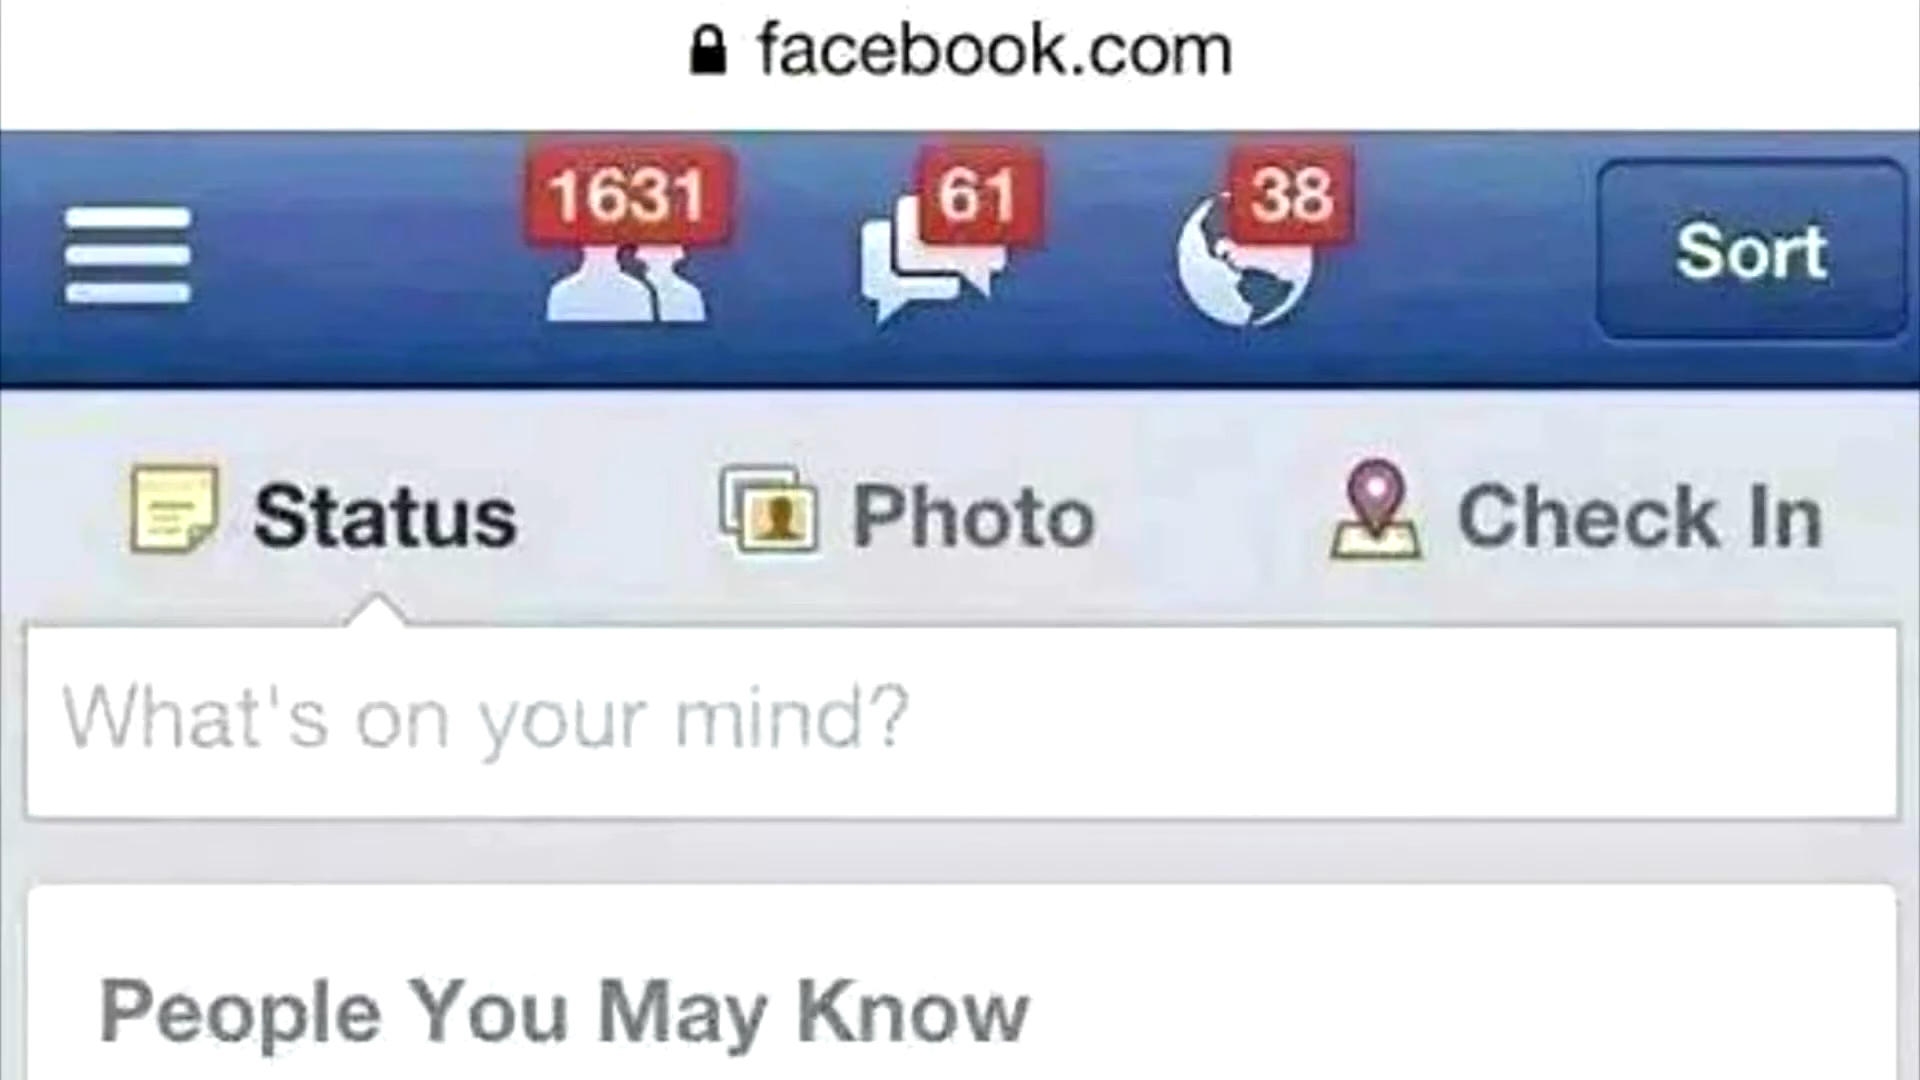 facebook.com
1631 61 38
Sort
Status Photo Check In
What's on your mind?
People You May Know